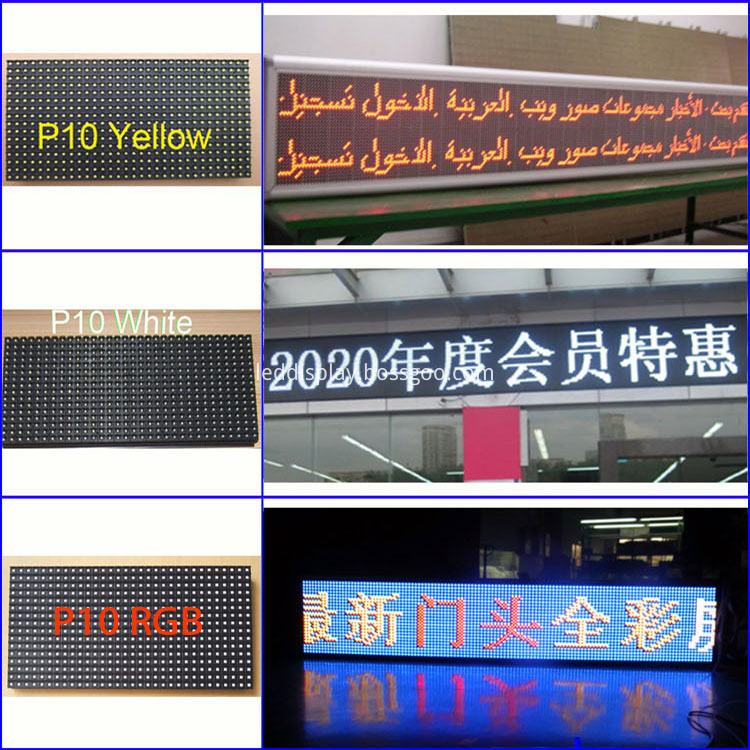 P10 Yellow
بحث · الأخبار مجموعات صور ويب .العربية .الدخول تسجيل
بحث · الأخبار مجموعات صور ويب .العربية .الدخول تسجيل
P10 White
2020年度会员特惠
leddisplay.bossgoo.com
P10 RGB
最新门头全彩